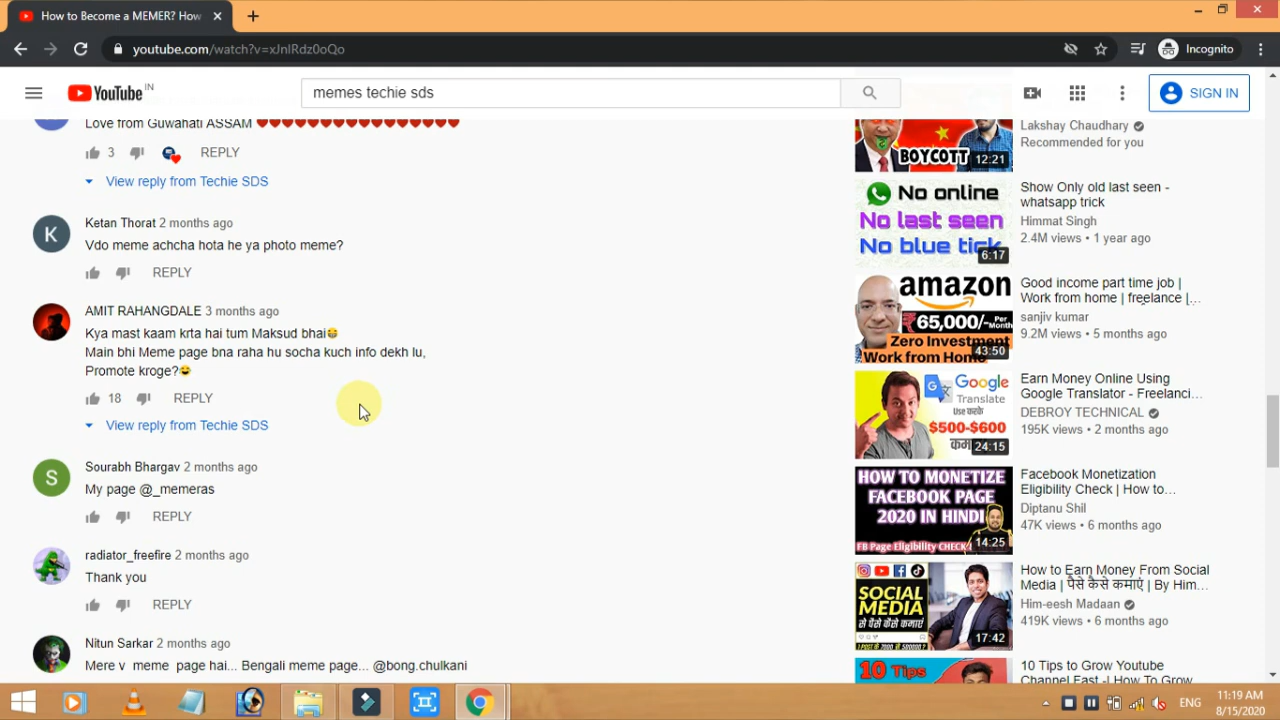 How to Become a MEMER? How
youtube.com/watch?v=xJnlRdz0oQo
Incognito
YouTube IN
memes techie sds
SIGN IN
Love from Guwahati ASSAM ❤❤❤❤❤❤❤❤❤❤❤❤❤❤❤❤❤
3 REPLY
View reply from Techie SDS
K
Ketan Thorat 2 months ago
Vdo meme achcha hota he ya photo meme?
REPLY
AMIT RAHANGDALE 3 months ago
Kya mast kaam krta hai tum Maksud bhai😅
Main bhi Meme page bna raha hu socha kuch info dekh lu,
Promote kroge?😄
18 REPLY
View reply from Techie SDS
S
Sourabh Bhargav 2 months ago
My page @_memeras
REPLY
radiator_freefire 2 months ago
Thank you
REPLY
Nitun Sarkar 2 months ago
Mere v meme page hai... Bengali meme page... @bong.chulkani
BOYCOTT
12:21
Lakshay Chaudhary
Recommended for you
No online
No last seen
No blue tick
6:17
Show Only old last seen -
whatsapp trick
Himmat Singh
2.4M views • 1 year ago
amazon
₹65,000/- Per Month
Zero Investment
Work from Home
43:50
Good income part time job |
Work from home | freelance |...
sanjiv kumar
9.2M views • 5 months ago
Google
Translate
Use करके
$500-$600
24:15
Earn Money Online Using
Google Translator - Freelanci...
DEBROY TECHNICAL
195K views • 2 months ago
HOW TO MONETIZE
FACEBOOK PAGE
2020 IN HINDI
FB Page Eligibility CHECK
14:25
Facebook Monetization
Eligibility Check | How to...
Diptanu Shil
47K views • 6 months ago
SOCIAL
MEDIA
से पैसे कैसे कमाएं
17:42
How to Earn Money From Social
Media | पैसे कैसे कमाएं | By Him...
Him-eesh Madaan
419K views • 6 months ago
10 Tips
10 Tips to Grow Youtube
Channel Fast -I How To Grow
ENG
11:19 AM
8/15/2020